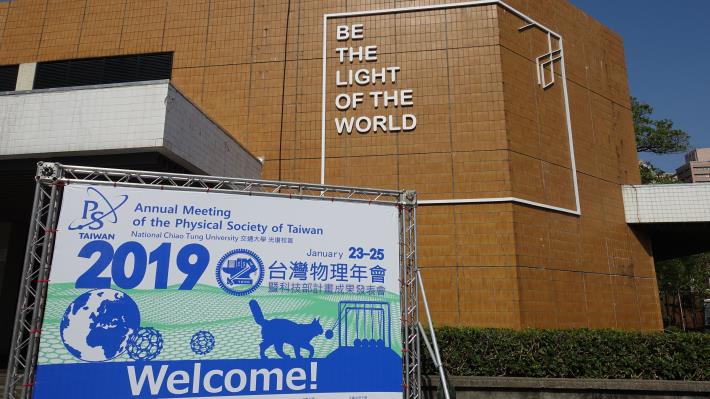 BE
THE
LIGHT
OF THE
WORLD
PS
TAIWAN
Annual Meeting
of the Physical Society of Taiwan
National Chiao Tung University 交通大學 光復校區
January 23-25
2019
台灣物理年會
暨科技部計畫成果發表會
Welcome!